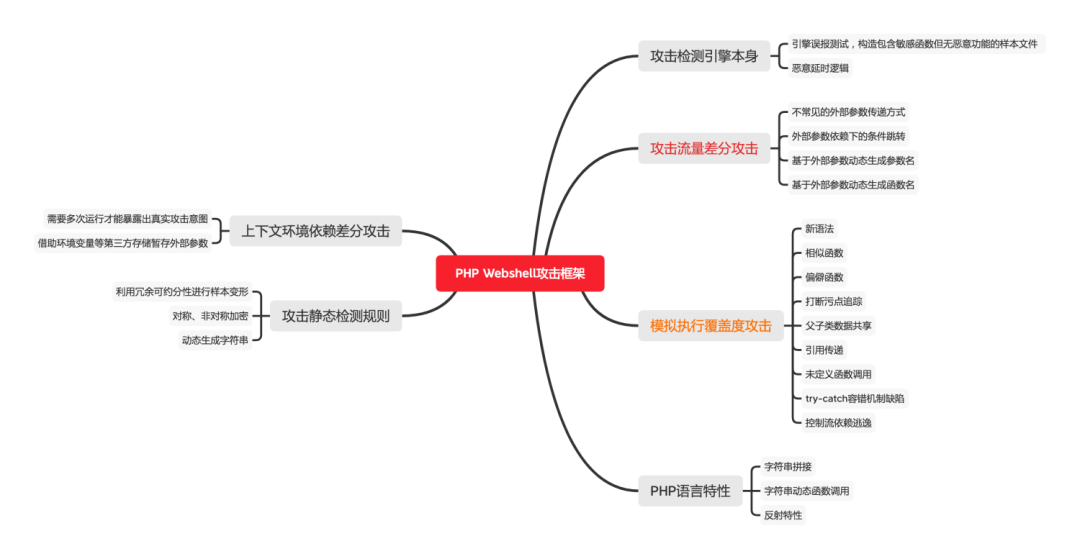 PHP Webshell攻击框架
攻击检测引擎本身
引擎误报测试，构造包含敏感函数但无恶意功能的样本文件
恶意延时逻辑
攻击流量差分攻击
不常见的外部参数传递方式
外部参数依赖下的条件跳转
基于外部参数动态生成参数名
基于外部参数动态生成函数名
模拟执行覆盖度攻击
新语法
相似函数
偏僻函数
打断污点追踪
父子类数据共享
引用传递
未定义函数调用
try-catch容错机制缺陷
控制流依赖逃逸
PHP语言特性
字符串拼接
字符串动态函数调用
反射特性
上下文环境依赖差分攻击
需要多次运行才能暴露出真实攻击意图
借助环境变量等第三方存储暂存外部参数
攻击静态检测规则
利用冗余可约分性进行样本变形
对称、非对称加密
动态生成字符串